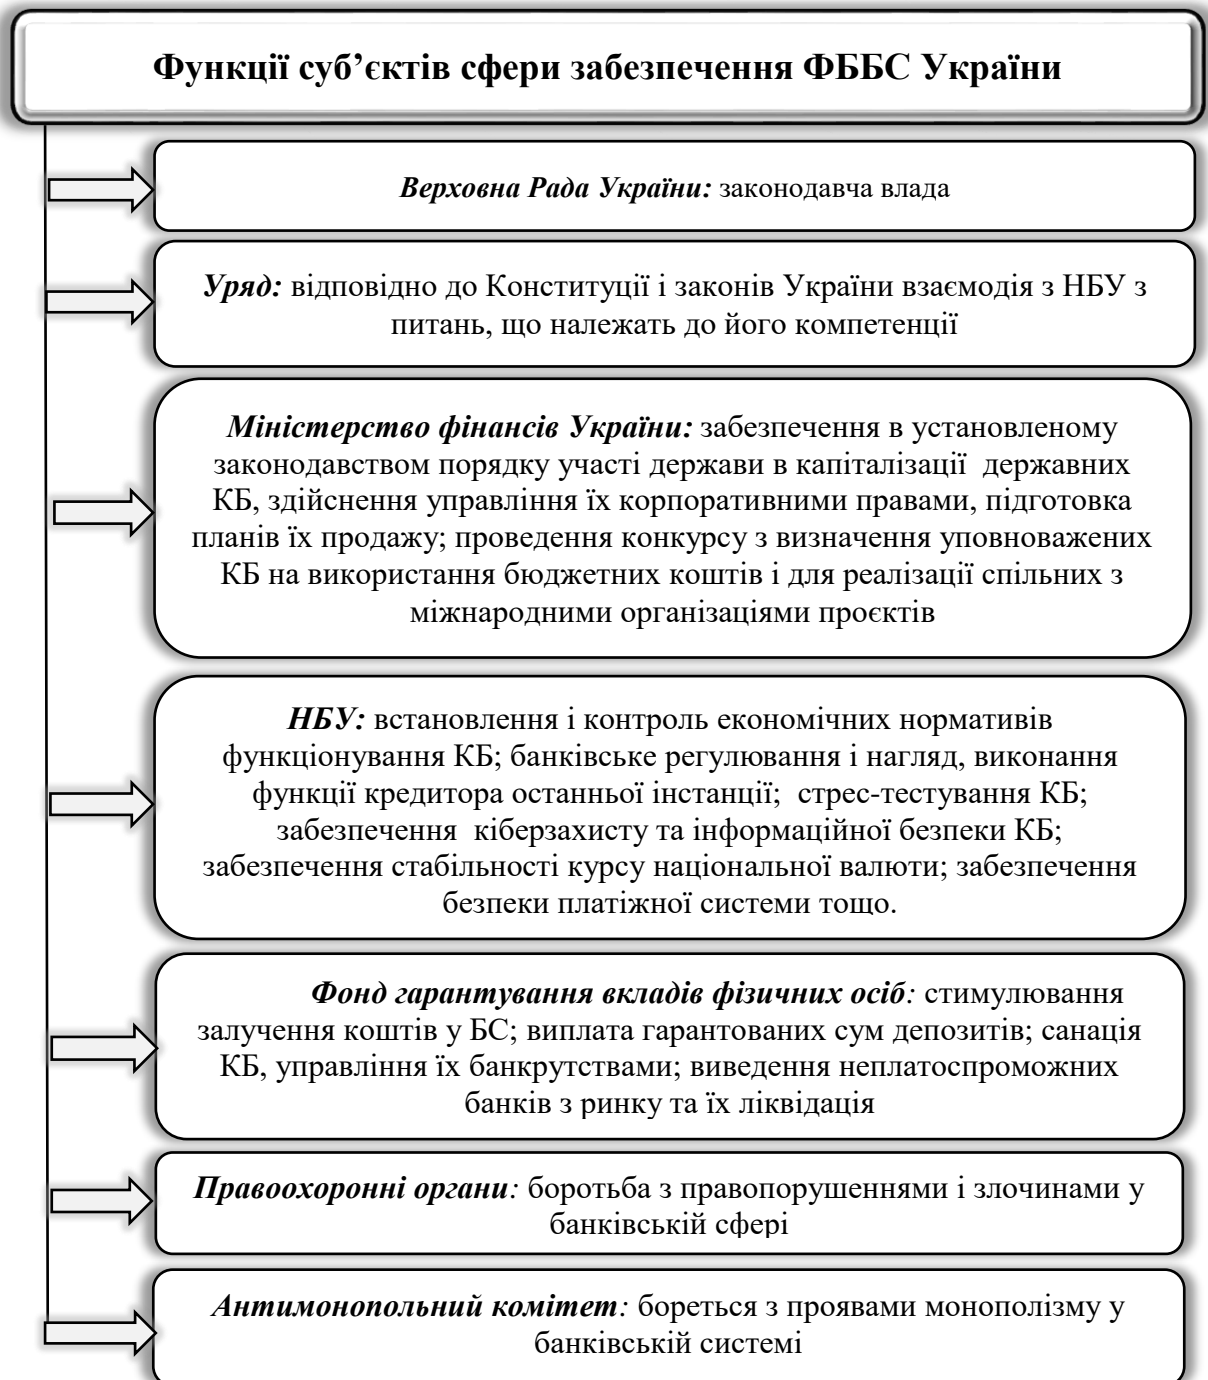 Функції суб’єктів сфери забезпечення ФББС України
Верховна Рада України: законодавча влада
Уряд: відповідно до Конституції і законів України взаємодія з НБУ з
питань, що належать до його компетенції
Міністерство фінансів України: забезпечення в установленому
законодавством порядку участі держави в капіталізації державних
КБ, здійснення управління їх корпоративними правами, підготовка
планів їх продажу; проведення конкурсу з визначення уповноважених
КБ на використання бюджетних коштів і для реалізації спільних з
міжнародними організаціями проєктів
НБУ: встановлення і контроль економічних нормативів
функціонування КБ; банківське регулювання і нагляд, виконання
функції кредитора останньої інстанції; стрес-тестування КБ;
забезпечення кіберзахисту та інформаційної безпеки КБ;
забезпечення стабільності курсу національної валюти; забезпечення
безпеки платіжної системи тощо.
Фонд гарантування вкладів фізичних осіб: стимулювання
залучення коштів у БС; виплата гарантованих сум депозитів; санація
КБ, управління їх банкрутствами; виведення неплатоспроможних
банків з ринку та їх ліквідація
Правоохоронні органи: боротьба з правопорушеннями і злочинами у
банківській сфері
Антимонопольний комітет: бореться з проявами монополізму у
банківській системі